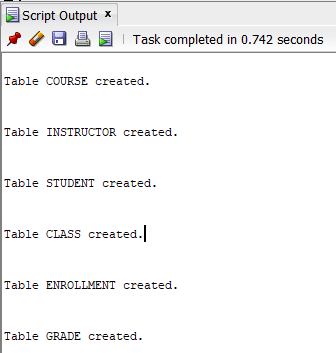 Script Output x
Task completed in 0.742 seconds
Table COURSE created.
Table INSTRUCTOR created.
Table STUDENT created.
Table CLASS created.
Table ENROLLMENT created.
Table GRADE created.